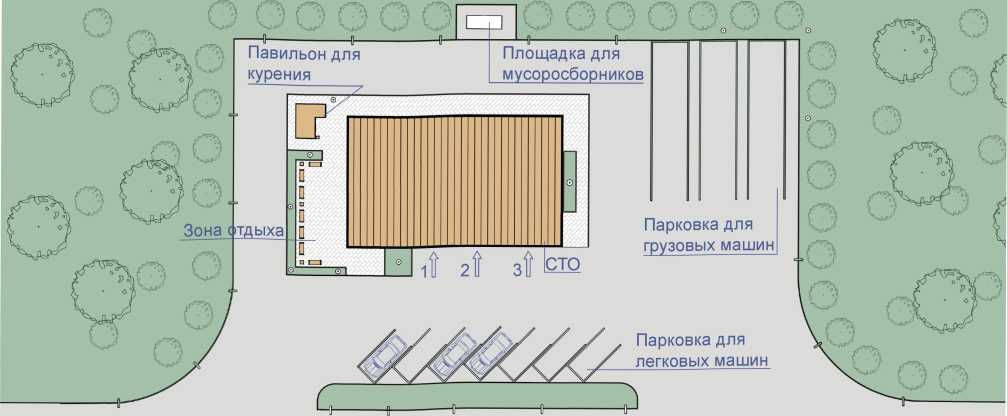 Павильон для
курения
Площадка для
мусоросборников
Зона отдыха
Парковка для
грузовых машин
1 2 3 СТО
Парковка для
легковых машин